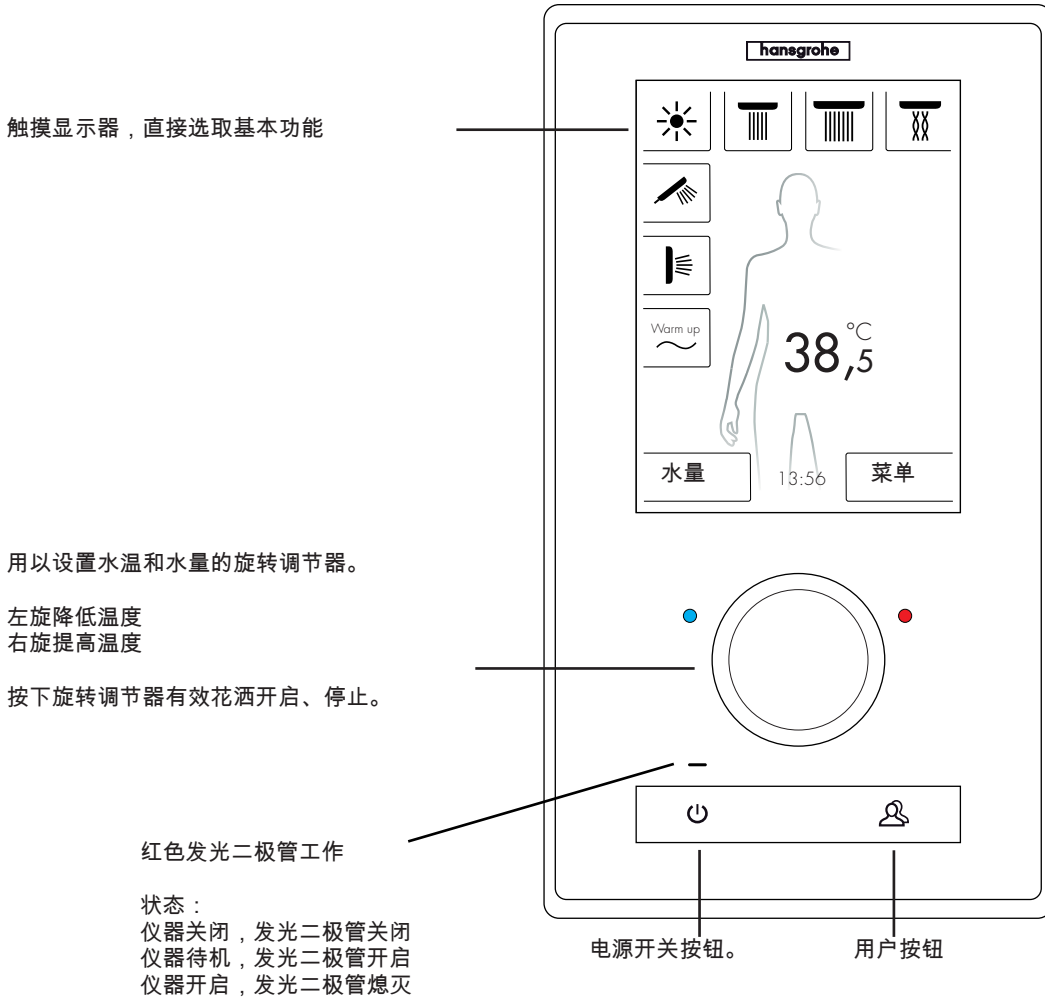 hansgrohe
触摸显示器，直接选取基本功能
Warm up
38,5 °C
水量
13:56
菜单
用以设置水温和水量的旋转调节器。
左旋降低温度
右旋提高温度
按下旋转调节器有效花洒开启、停止。
红色发光二极管工作
状态：
仪器关闭，发光二极管关闭
仪器待机，发光二极管开启
仪器开启，发光二极管熄灭
电源开关按钮。
用户按钮